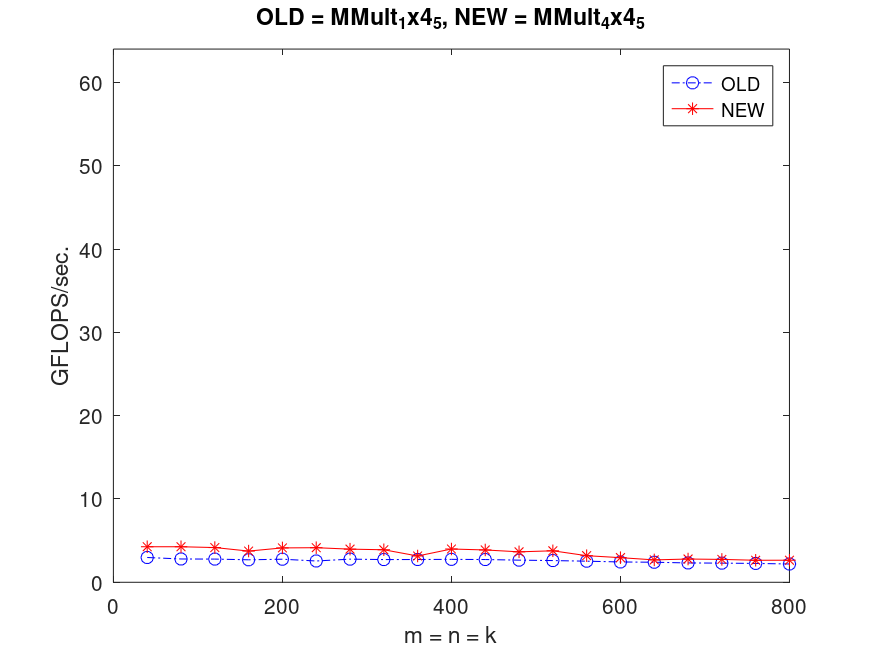 OLD = MMult₁x4₅, NEW = MMult₄x4₅
OLD
NEW
60
50
40
30
20
10
0
GFLOPS/sec.
0 200 400 600 800
m = n = k